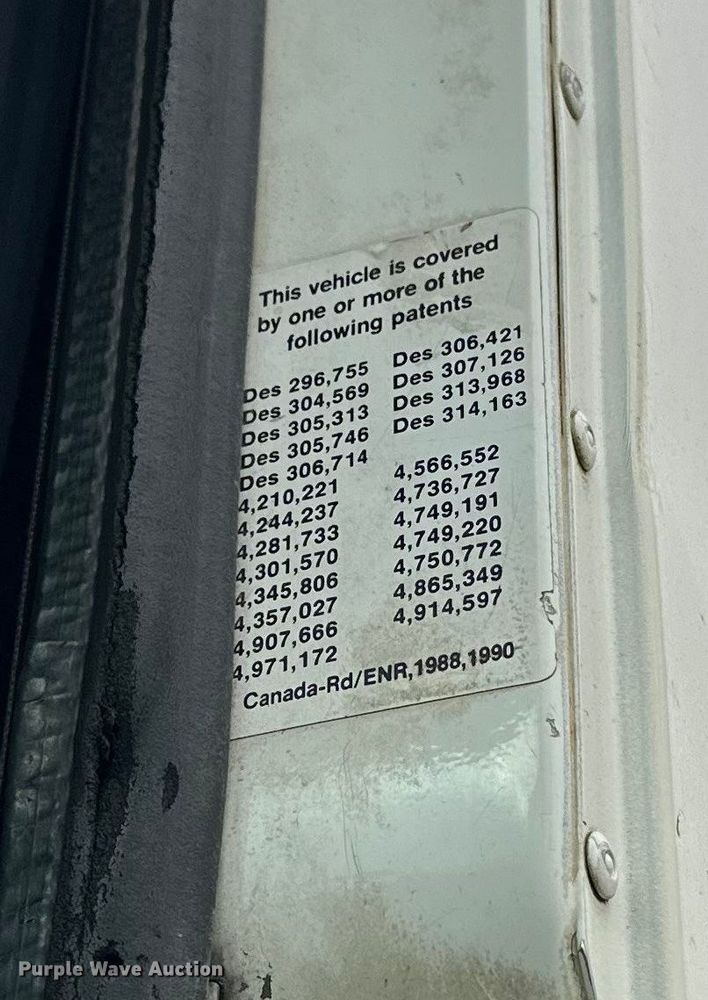 This vehicle is covered
by one or more of the
following patents
Des 296,755 Des 306,421
Des 304,569 Des 307,126
Des 305,313 Des 313,968
Des 305,746 Des 314,163
Des 306,714
4,210,221 4,566,552
4,244,237 4,736,727
4,281,733 4,749,191
4,301,570 4,749,220
4,345,806 4,750,772
4,357,027 4,865,349
4,907,666 4,914,597
4,971,172
Canada-Rd/ENR,1988,1990
Purple Wave Auction